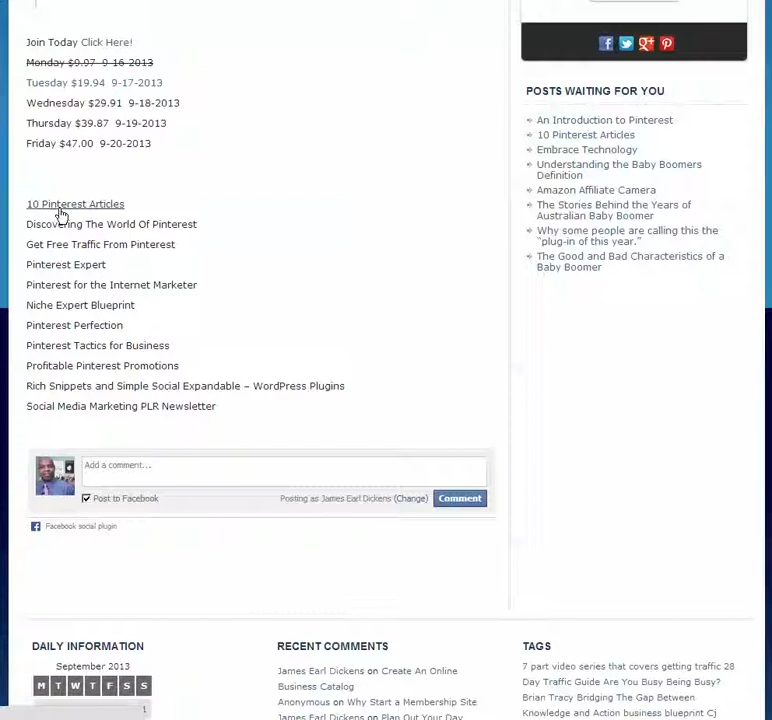 Join Today Click Here!
Monday $9.97 9-16-2013
Tuesday $19.94 9-17-2013
Wednesday $29.91 9-18-2013
Thursday $39.87 9-19-2013
Friday $47.00 9-20-2013
10 Pinterest Articles
Discovering The World Of Pinterest
Get Free Traffic From Pinterest
Pinterest Expert
Pinterest for the Internet Marketer
Niche Expert Blueprint
Pinterest Perfection
Pinterest Tactics for Business
Profitable Pinterest Promotions
Rich Snippets and Simple Social Expandable – WordPress Plugins
Social Media Marketing PLR Newsletter
Add a comment...
Post to Facebook
Posting as James Earl Dickens (Change)
Comment
Facebook social plugin
POSTS WAITING FOR YOU
An Introduction to Pinterest
10 Pinterest Articles
Embrace Technology
Understanding the Baby Boomers
Definition
Amazon Affiliate Camera
The Stories Behind the Years of
Australian Baby Boomer
Why some people are calling this the
"plug-in of this year."
The Good and Bad Characteristics of a
Baby Boomer
DAILY INFORMATION
September 2013
M T W T F S S
1
RECENT COMMENTS
James Earl Dickens on Create An Online
Business Catalog
Anonymous on Why Start a Membership Site
James Earl Dickens on Plan Out Your Day
TAGS
7 part video series that covers getting traffic 28
Day Traffic Guide Are You Busy Being Busy?
Brian Tracy Bridging The Gap Between
Knowledge and Action business blueprint Cj